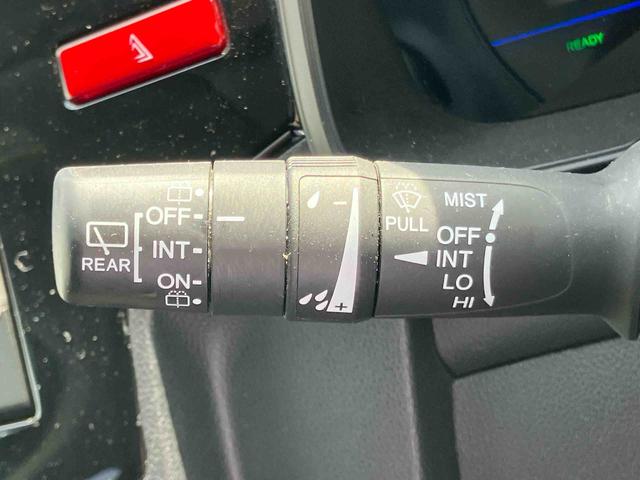 READY
OFF
INT
ON
REAR
-
+
PULL
MIST
OFF
INT
LO
HI